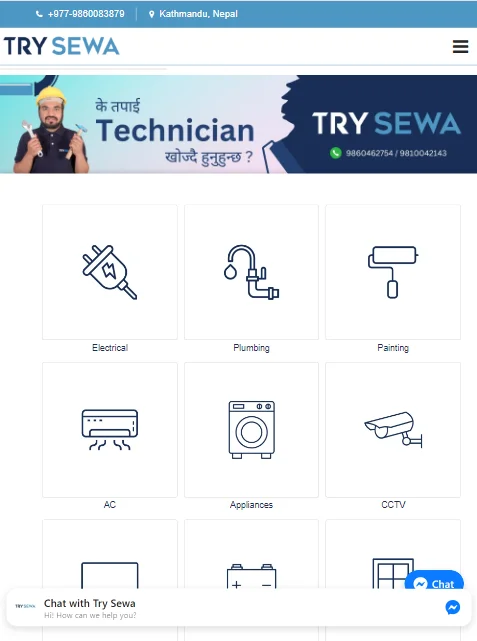 +977-9860083879 Kathmandu, Nepal
TRY SEWA
के तपाई
Technician
खोज्दै हुनुहुन्छ ?
TRY SEWA
9860462754 / 9810042143
Electrical Plumbing Painting
AC Appliances CCTV
Chat
TRY SEWA
Chat with Try Sewa
Hi! How can we help you?